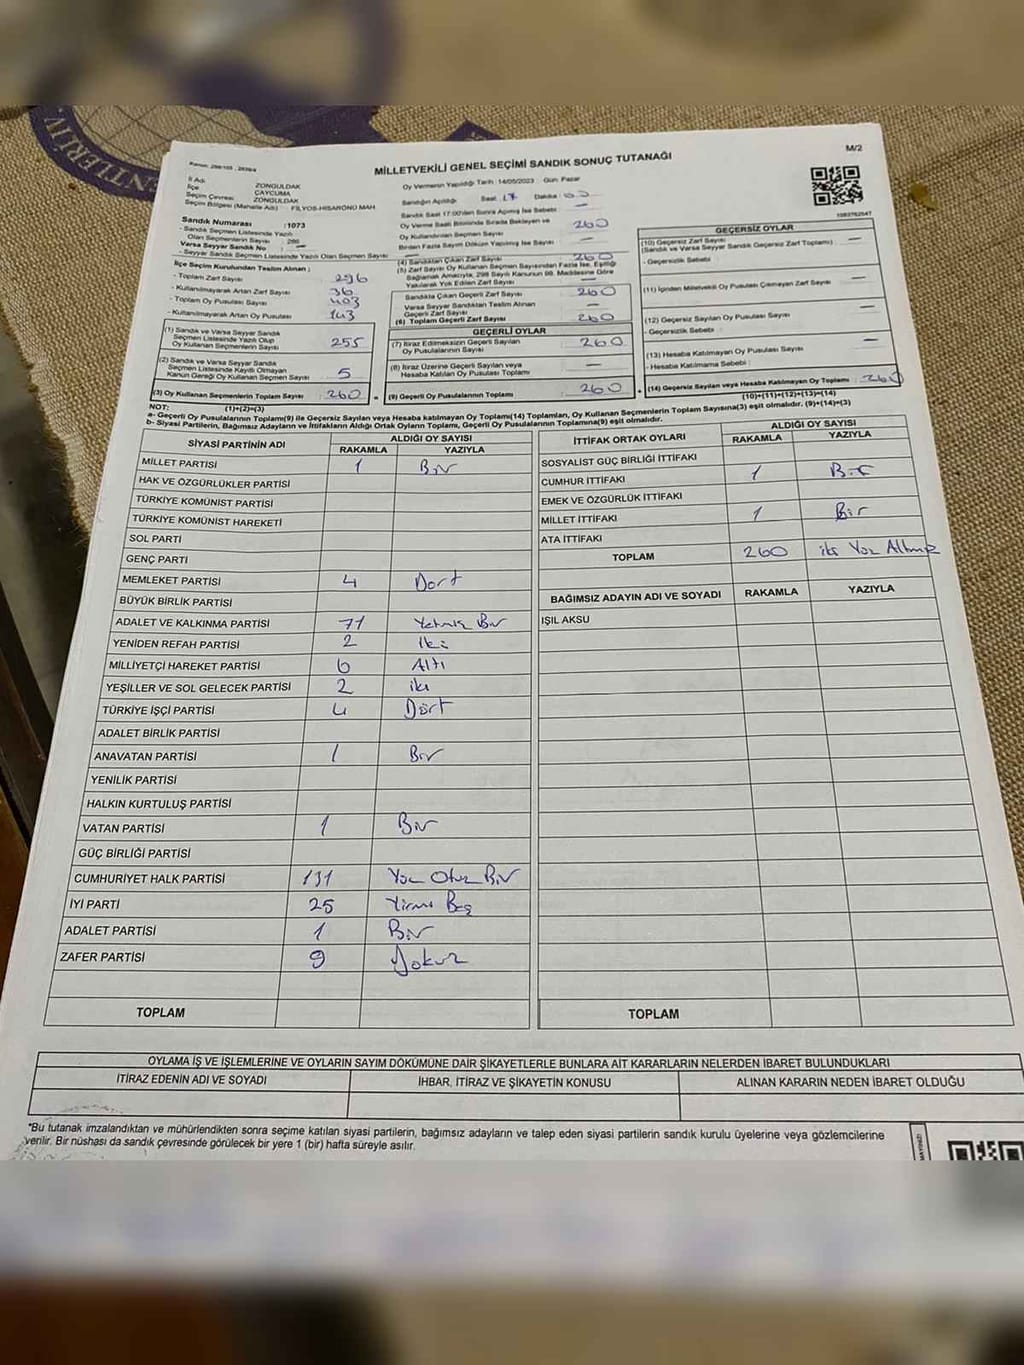 M/2
Kanun: 298/105 , 2839/4
MİLLETVEKİLİ GENEL SEÇİMİ SANDIK SONUÇ TUTANAĞI
İl Adı ZONGULDAK
İlçe ÇAYCUMA
Seçim Çevresi ZONGULDAK
Seçim Bölgesi (Mahalle Adı) : FİLYOS-HİSARÖNÜ MAH
Oy Vermenin Yapıldığı Tarih : 14/05/2023 Gün: Pazar
Sandığın Açıldığı Saat : 17 Dakika :
Sandık Saat 17:00'den Sonra Açılmış İse Sebebi: —
Oy Verme Saati Bitiminde Sırada Bekleyen ve
Oy Kullandırılan Seçmen Sayısı 260
Birden Fazla Sayım Döküm Yapılmış İse Sayısı —
Sandık Numarası : 1073
- Sandık Seçmen Listesinde Yazılı
Olan Seçmenlerin Sayısı : 286
Varsa Seyyar Sandık No : —
- Seyyar Sandık Seçmen Listesinde Yazılı Olan Seçmen Sayısı : —
İlçe Seçim Kurulundan Teslim Alınan ;
- Toplam Zarf Sayısı 296
- Kullanılmayarak Artan Zarf Sayısı 36
- Toplam Oy Pusulası Sayısı 403
- Kullanılmayarak Artan Oy Pusulası 143
(1) Sandık ve Varsa Seyyar Sandık
Seçmen Listesinde Yazılı Olup
Oy Kullanan Seçmenlerin Sayısı 255
(2) Sandık ve Varsa Seyyar Sandık
Seçmen Listesinde Kayıtlı Olmayan
Kanun Gereği Oy Kullanan Seçmen Sayısı 5
(3) Oy Kullanan Seçmenlerin Toplam Sayısı 260
(1)+(2)=(3)
(4) Sandıktan Çıkan Zarf Sayısı 260
(5) Zarf Sayısı Oy Kullanan Seçmen Sayısından Fazla İse, Eşitliği
Sağlamak Amacıyla, 298 Sayılı Kanunun 98. Maddesine Göre
Yakılarak Yok Edilen Zarf Sayısı —
Sandıkta Çıkan Geçerli Zarf Sayısı 260
Varsa Seyyar Sandıktan Teslim Alınan
Geçerli Zarf Sayısı —
(6) Toplam Geçerli Zarf Sayısı 260
GEÇERLİ OYLAR
(7) İtiraz Edilmeksizin Geçerli Sayılan
Oy Pusulalarının Sayısı 260
(8) İtiraz Üzerine Geçerli Sayılan veya
Hesaba Katılan Oy Pusulası Toplamı —
(9) Geçerli Oy Pusulalarının Toplamı 260
GEÇERSİZ OYLAR
(10) Geçersiz Zarf Sayısı
(Sandık ve Varsa Seyyar Sandık Geçersiz Zarf Toplamı) : —
- Geçersizlik Sebebi :
(11) İçinden Milletvekili Oy Pusulası Çıkmayan Zarf Sayısı —
(12) Geçersiz Sayılan Oy Pusulası Sayısı —
- Geçersizlik Sebebi :
(13) Hesaba Katılmayan Oy Pusulası Sayısı —
- Hesaba Katılmama Sebebi :
(14) Geçersiz Sayılan veya Hesaba Katılmayan Oy Toplamı : 260
(10)+(11)+(12)+(13)=(14)
NOT:
a- Geçerli Oy Pusulalarının Toplamı(9) ile Geçersiz Sayılan veya Hesaba katılmayan Oy Toplam(14) Toplamları, Oy Kullanan Seçmenlerin Toplam Sayısına(3) eşit olmalıdır. (9)+(14)=(3)
b- Siyasi Partilerin, Bağımsız Adayların ve İttifakların Aldığı Ortak Oyların Toplamı, Geçerli Oy Pusulalarının Toplamına(9) eşit olmalıdır.
SİYASİ PARTİNİN ADI ALDIĞI OY SAYISI
RAKAMLA YAZIYLA
MİLLET PARTİSİ 1 Bir
HAK VE ÖZGÜRLÜKLER PARTİSİ
TÜRKİYE KOMÜNİST PARTİSİ
TÜRKİYE KOMÜNİST HAREKETİ
SOL PARTİ
GENÇ PARTİ
MEMLEKET PARTİSİ 4 Dört
BÜYÜK BİRLİK PARTİSİ
ADALET VE KALKINMA PARTİSİ 71 Yetmiş Bir
YENİDEN REFAH PARTİSİ 2 İki
MİLLİYETÇİ HAREKET PARTİSİ 6 Altı
YEŞİLLER VE SOL GELECEK PARTİSİ 2 iki
TÜRKİYE İŞÇİ PARTİSİ 4 Dört
ADALET BİRLİK PARTİSİ
ANAVATAN PARTİSİ 1 Bir
YENİLİK PARTİSİ
HALKIN KURTULUŞ PARTİSİ
VATAN PARTİSİ 1 Bir
GÜÇ BİRLİĞİ PARTİSİ
CUMHURİYET HALK PARTİSİ 131 Yüz Otuz Bir
İYİ PARTİ 25 Yirmi Beş
ADALET PARTİSİ 1 Bir
ZAFER PARTİSİ 9 Dokuz
TOPLAM
İTTİFAK ORTAK OYLARI ALDIĞI OY SAYISI
RAKAMLA YAZIYLA
SOSYALİST GÜÇ BİRLİĞİ İTTİFAKI
CUMHUR İTTİFAKI 1 Bir
EMEK VE ÖZGÜRLÜK İTTİFAKI
MİLLET İTTİFAKI 1 Bir
ATA İTTİFAKI
TOPLAM 260 iki Yüz Altmış
BAĞIMSIZ ADAYIN ADI VE SOYADI RAKAMLA YAZIYLA
IŞIL AKSU
TOPLAM
OYLAMA İŞ VE İŞLEMLERİNE VE OYLARIN SAYIM DÖKÜMÜNE DAİR ŞİKAYETLERLE BUNLARA AİT KARARLARIN NELERDEN İBARET BULUNDUKLARI
İTİRAZ EDENİN ADI VE SOYADI İHBAR, İTİRAZ VE ŞİKAYETİN KONUSU ALINAN KARARIN NEDEN İBARET OLDUĞU
*Bu tutanak imzalandıktan ve mühürlendikten sonra seçime katılan siyasi partilerin, bağımsız adayların ve talep eden siyasi partilerin sandık kurulu üyelerine veya gözlemcilerine
verilir. Bir nüshası da sandık çevresinde görülecek bir yere 1 (bir) hafta süreyle asılır.